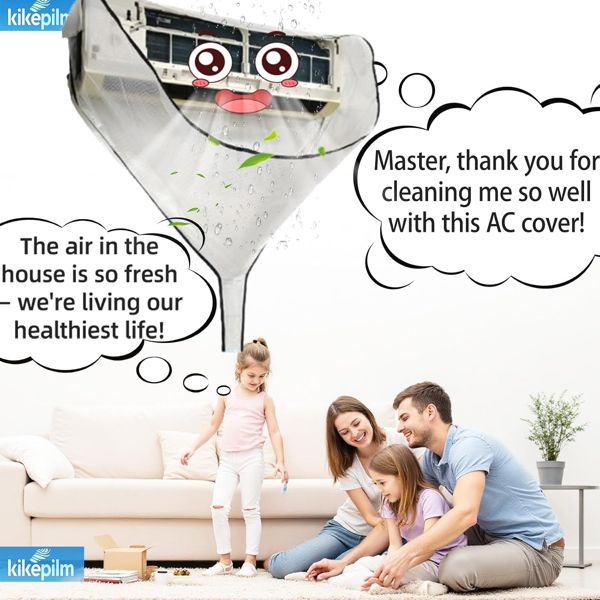 kikepilm
Master, thank you for
cleaning me so well
with this AC cover!
The air in the
house is so fresh
– we're living our
healthiest life!
kikepilm